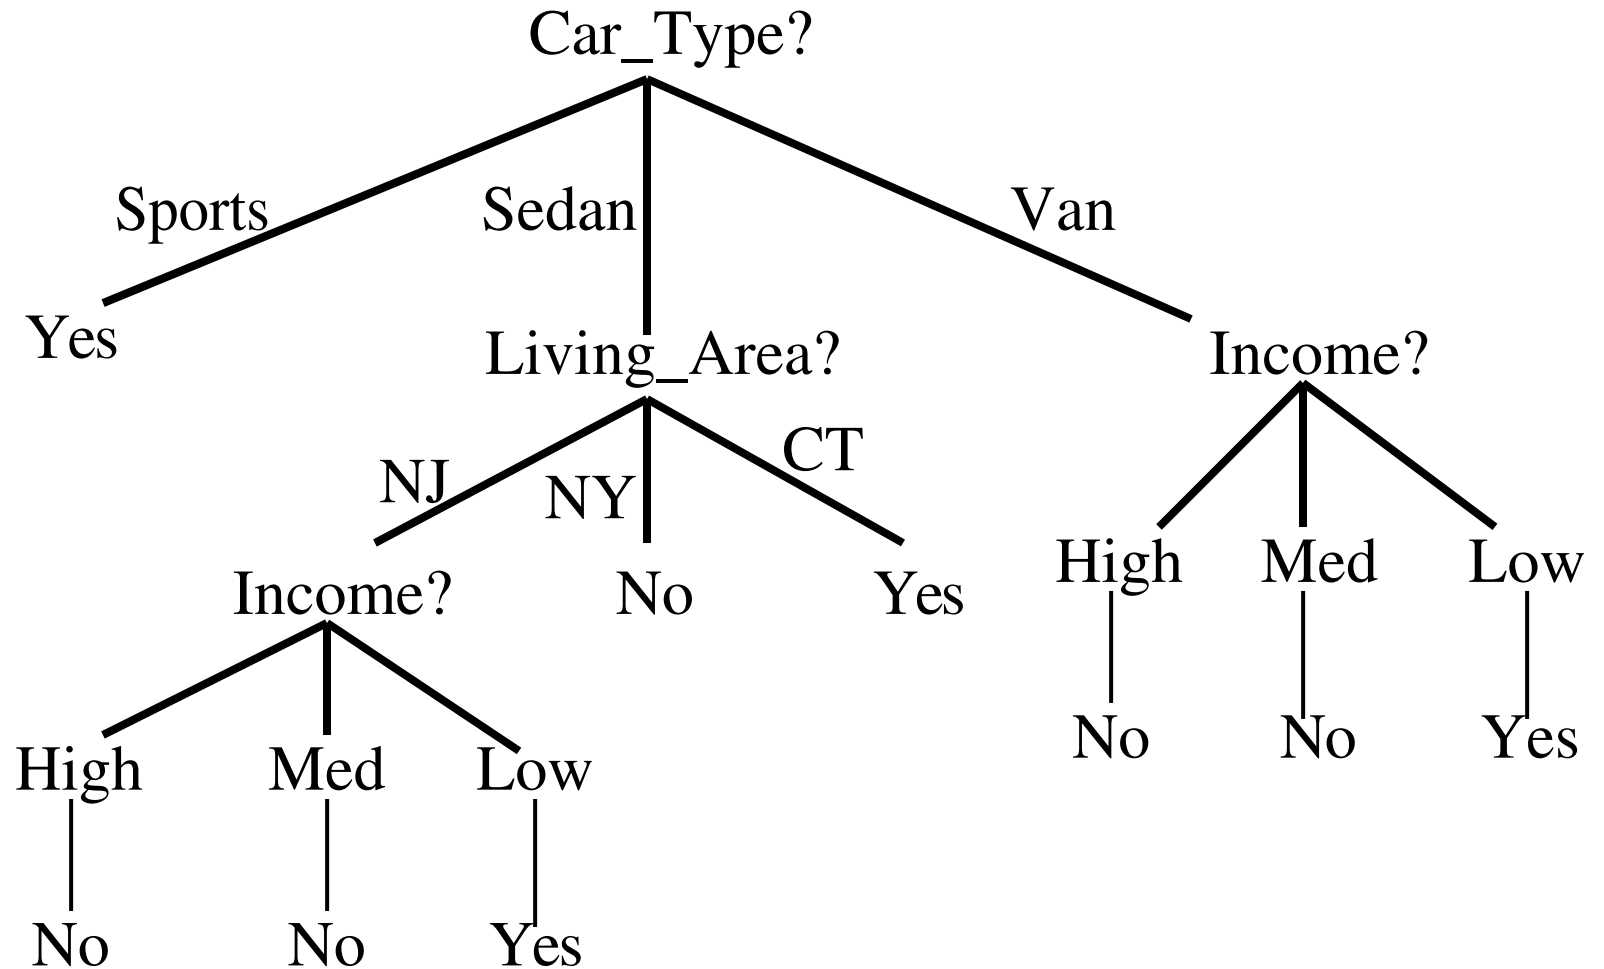 Car_Type?
Sports Sedan Van
Yes
Living_Area?
Income?
NJ NY CT
Income? No Yes
High Med Low
No No Yes
High Med Low
No No Yes